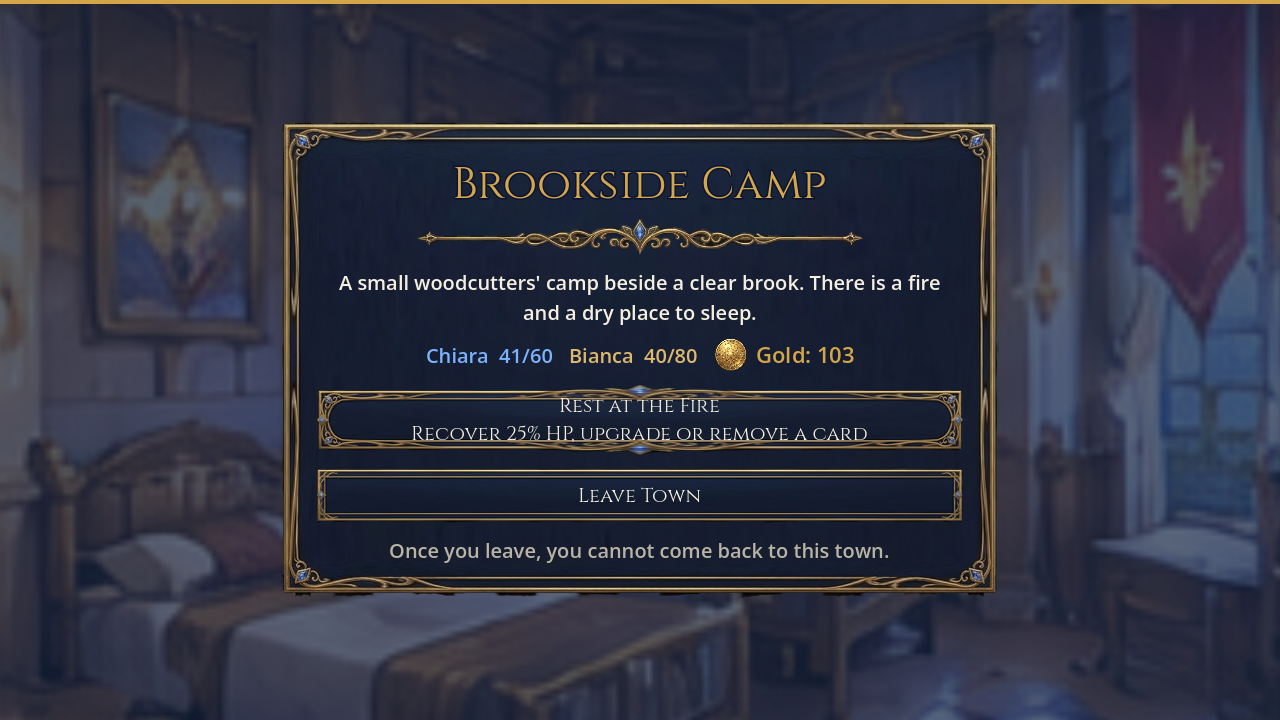 Brookside Camp
A small woodcutters' camp beside a clear brook. There is a fire
and a dry place to sleep.
Chiara 41/60 Bianca 40/80 Gold: 103
Rest at the Fire
Recover 25% HP, upgrade or remove a card
Leave Town
Once you leave, you cannot come back to this town.